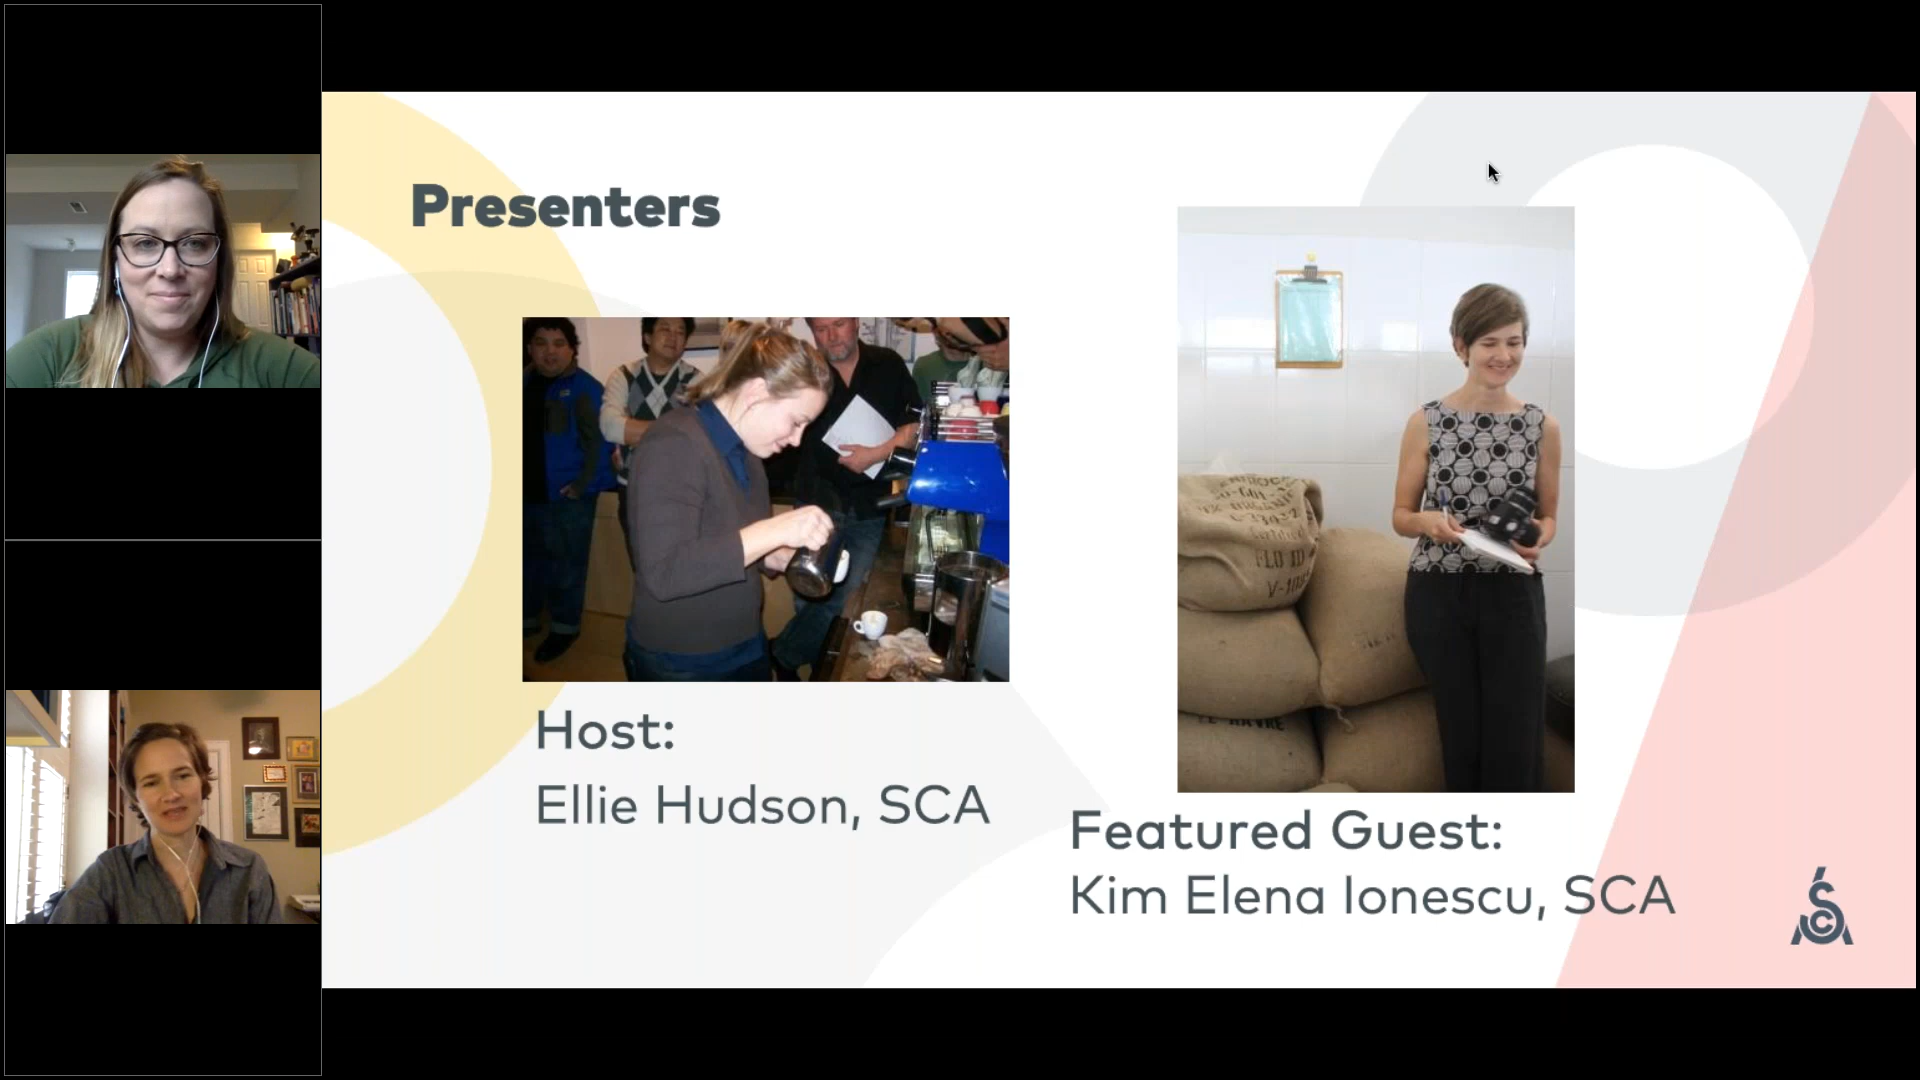 Presenters
Host:
Ellie Hudson, SCA
Featured Guest:
Kim Elena Ionescu, SCA